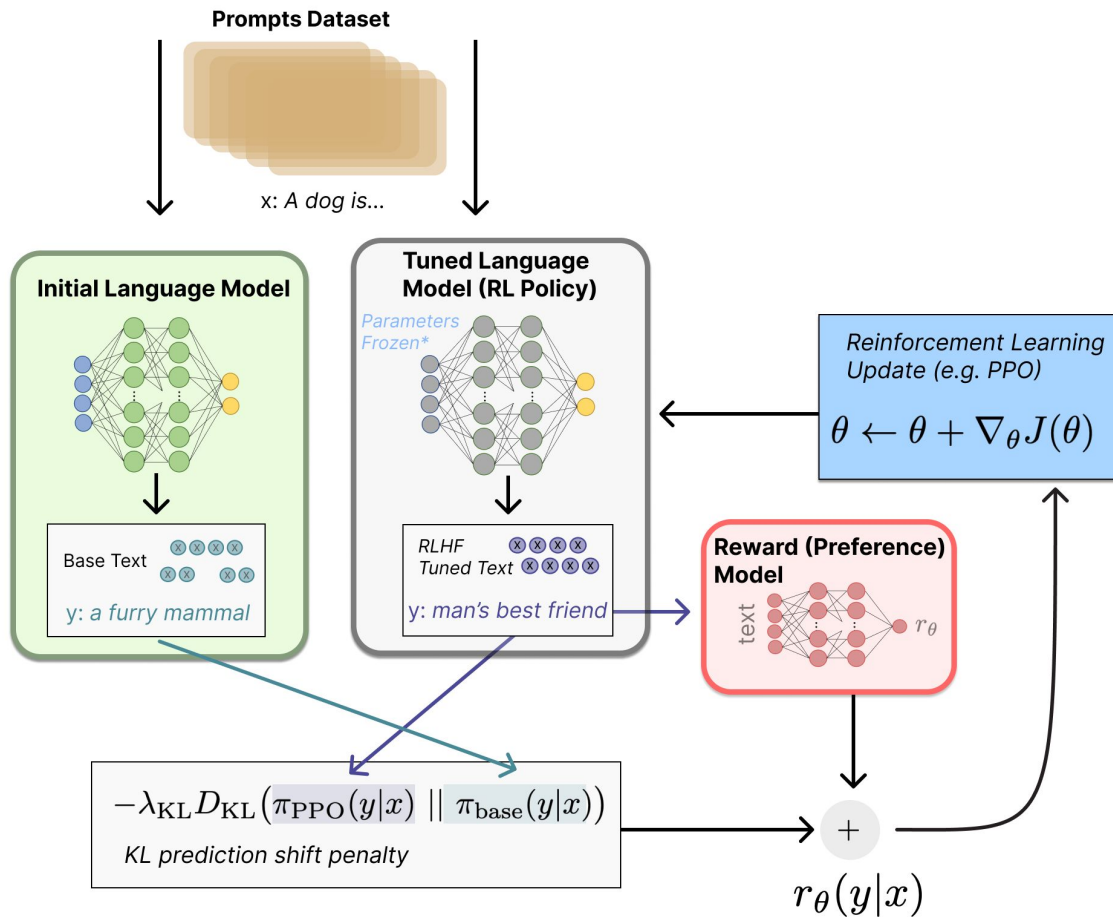 Prompts Dataset
x: A dog is...
Initial Language Model
Tuned Language
Model (RL Policy)
Parameters
Frozen*
Reinforcement Learning
Update (e.g. PPO)
θ ← θ + ∇θJ(θ)
Base Text
x x x x
x x x x
y: a furry mammal
RLHF
Tuned Text
x x x x
x x x x
y: man's best friend
Reward (Preference)
Model
text
rθ
−λKL DKL(πPPO(y|x) || πbase(y|x))
KL prediction shift penalty
+
rθ(y|x)